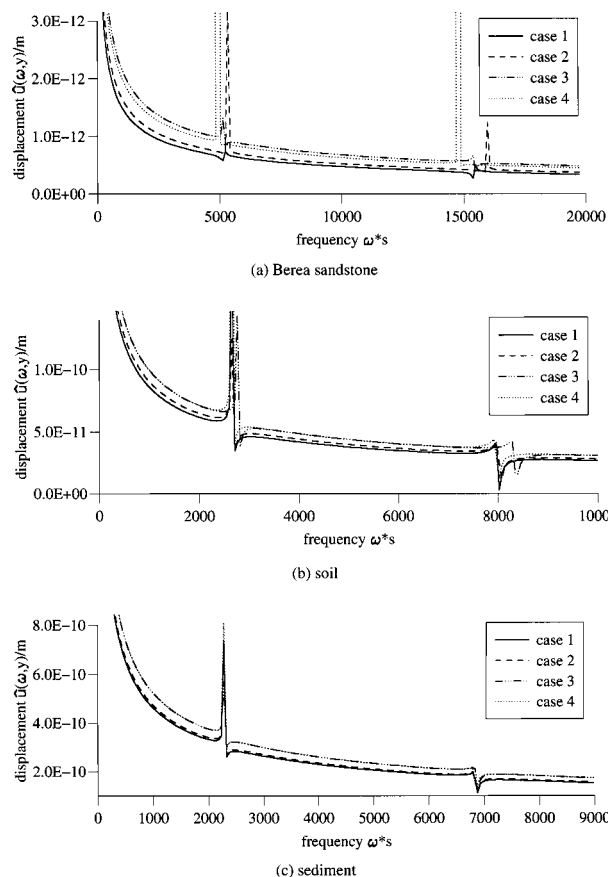 3.0E-12
2.0E-12
1.0E-12
0.0E+00
displacement û(ω,y)/m
case 1
case 2
case 3
case 4
0 5000 10000 15000 20000
frequency ω*s
(a) Berea sandstone
1.0E-10
5.0E-11
0.0E+00
displacement û(ω,y)/m
case 1
case 2
case 3
case 4
0 2000 4000 6000 8000 1000
frequency ω*s
(b) soil
8.0E-10
6.0E-10
4.0E-10
2.0E-10
displacement û(ω,y)/m
case 1
case 2
case 3
case 4
0 1000 2000 3000 4000 5000 6000 7000 8000 9000
frequency ω*s
(c) sediment